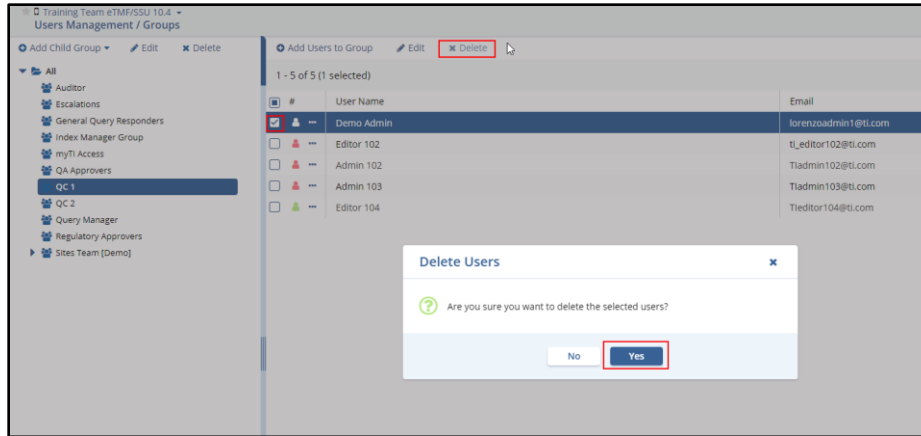 Training Team eTMF/SSU 10.4
Users Management / Groups
Add Child Group Edit Delete
Add Users to Group Edit Delete
1 - 5 of 5 (1 selected)
All
Auditor
Escalations
General Query Responders
Index Manager Group
myTI Access
QA Approvers
QC 1
QC 2
Query Manager
Regulatory Approvers
Sites Team [Demo]
# User Name Email
Demo Admin lorenzoadmin1@ti.com
Editor 102 ti_editor102@ti.com
Admin 102 TIadmin102@ti.com
Admin 103 TIadmin103@ti.com
Editor 104 TIeditor104@ti.com
Delete Users
Are you sure you want to delete the selected users?
No Yes